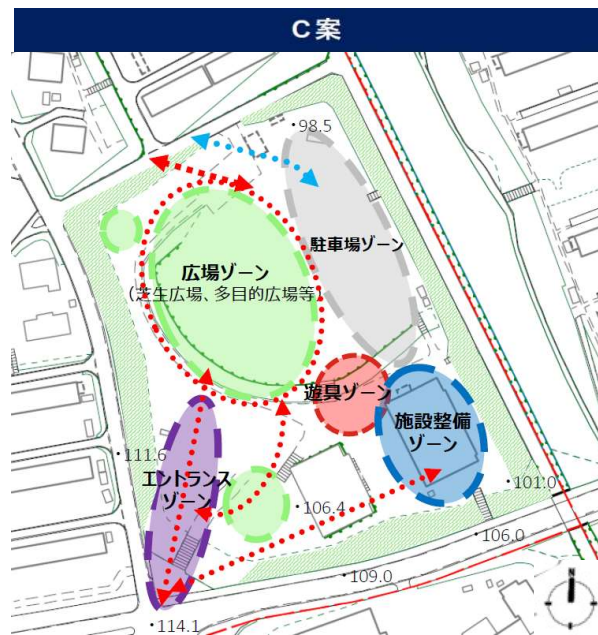 C案
・98.5
駐車場ゾーン
広場ゾーン
(芝生広場、多目的広場等)
遊具ゾーン
施設整備
ゾーン
・111.6
エントランス
ゾーン
・106.4
・101.0
・106.0
・109.0
・114.1
N